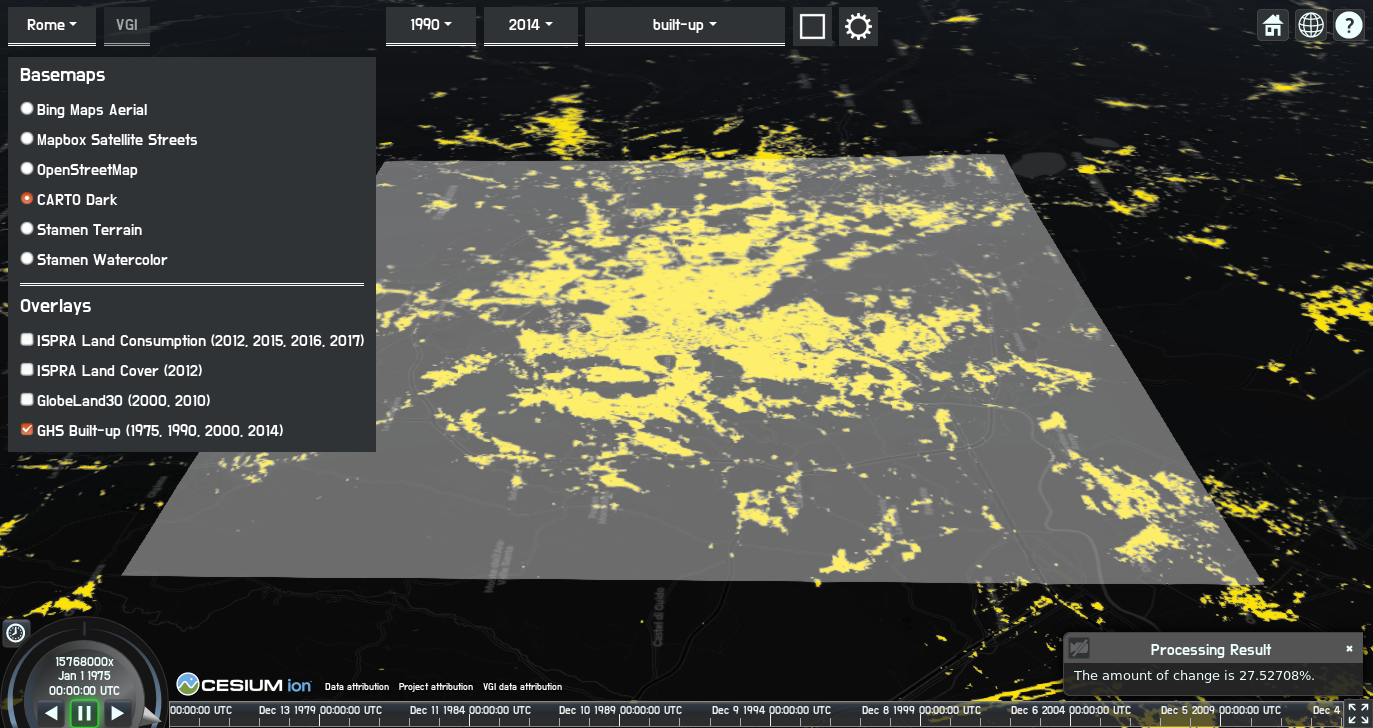 Rome
VGI
1990
2014
built-up
?
Basemaps
Bing Maps Aerial
Mapbox Satellite Streets
OpenStreetMap
CARTO Dark
Stamen Terrain
Stamen Watercolor
Overlays
ISPRA Land Consumption (2012, 2015, 2016, 2017)
ISPRA Land Cover (2012)
GlobeLand30 (2000, 2010)
GHS Built-up (1975, 1990, 2000, 2014)
Castel di Guido
Processing Result
The amount of change is 27.52708%.
15768000x
Jan 1 1975
00:00:00 UTC
CESIUM ion
Data attribution Project attribution VGI data attribution
00:00:00 UTC Dec 13 1979 00:00:00 UTC Dec 11 1984 00:00:00 UTC Dec 10 1989 00:00:00 UTC Dec 9 1994 00:00:00 UTC Dec 8 1999 00:00:00 UTC Dec 6 2004 00:00:00 UTC Dec 5 2009 00:00:00 UTC Dec 4